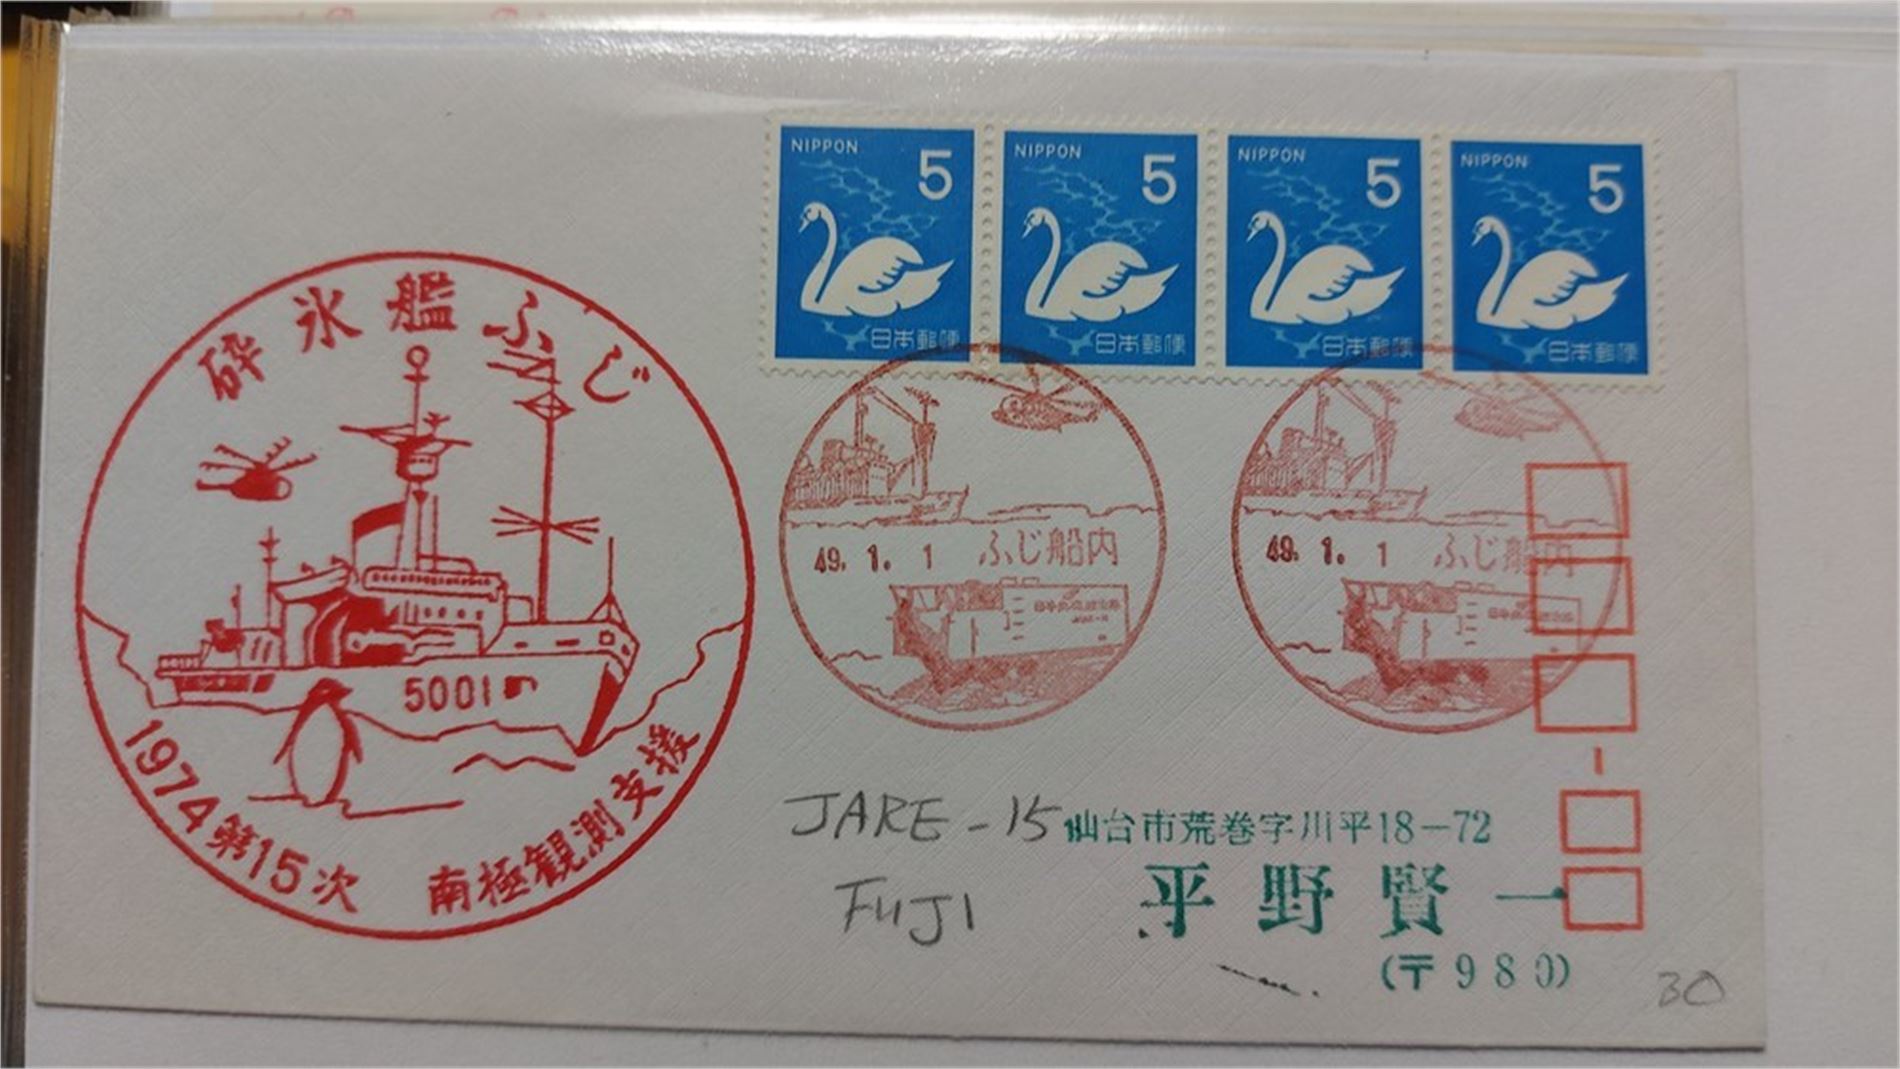 砕氷艦ふじ
5001
1974第15次 南極観測支援
NIPPON 5
日本郵便
NIPPON 5
日本郵便
NIPPON 5
日本郵便
NIPPON 5
日本郵便
49.1.1 ふじ船内
49.1.1 ふじ船内
JARE-15
FUJI
仙台市荒巻字川平18-72
平野賢一
(〒980)
30